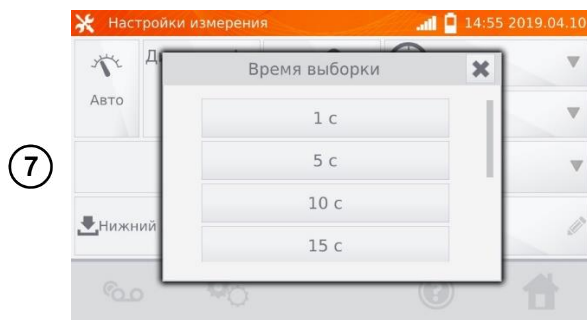 Настройки измерения 14:55 2019.04.10
Время выборки
Авто
1 с
5 с
7
10 с
Нижний
15 с